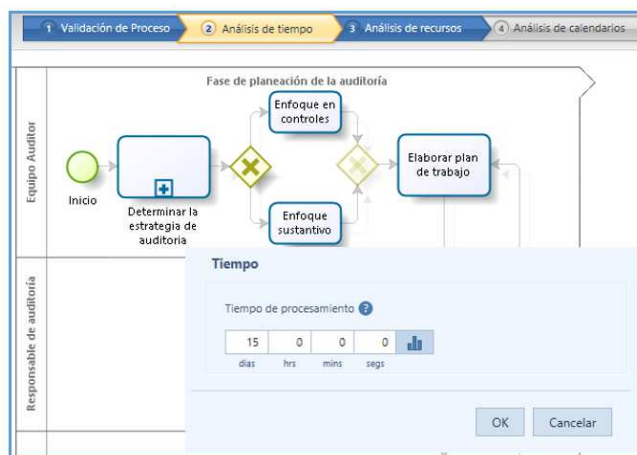 1 Validación de Proceso
2 Análisis de tiempo
3 Análisis de recursos
4 Análisis de calendarios
Fase de planeación de la auditoría
Equipo Auditor
Inicio
Determinar la
estrategia de
auditoria
Enfoque en
controles
Enfoque
sustantivo
Elaborar plan
de trabajo
Responsable de auditoría
Tiempo
Tiempo de procesamiento ?
15 0 0 0
dias hrs mins segs
OK Cancelar